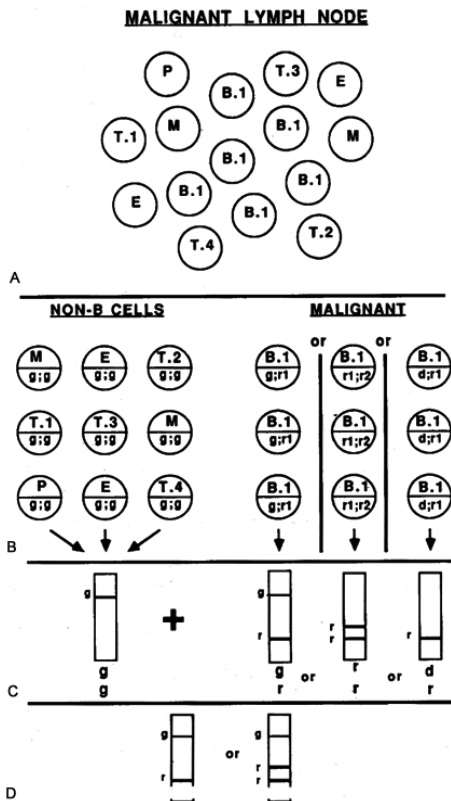 MALIGNANT LYMPH NODE
P
T.3
E
B.1
T.1
M
B.1
M
B.1
E
B.1
B.1
B.1
T.4
T.2
A
NON-B CELLS MALIGNANT
or or
M E T.2 B.1 B.1 B.1
g;g g;g g;g g;r1 r1;r2 d;r1
T.1 T.3 M B.1 B.1 B.1
g;g g;g g;g g;r1 r1;r2 d;r1
P E T.4 B.1 B.1 B.1
g;g g;g g;g g;r1 r1;r2 d;r1
B
g + g
r r r r
g g or r or d
g r r r
C
g or g
r r
r
D